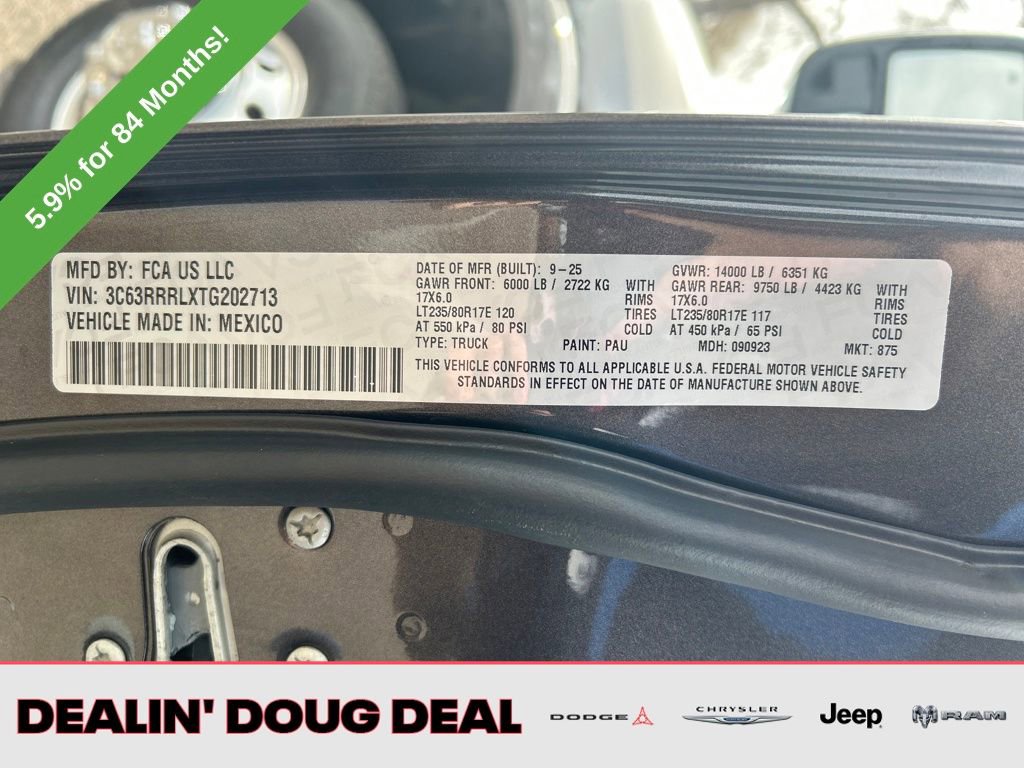 5.9% for 84 Months!
MFD BY: FCA US LLC
VIN: 3C63RRRLXTG202713
VEHICLE MADE IN: MEXICO
DATE OF MFR (BUILT): 9-25
GAWR FRONT: 6000 LB / 2722 KG WITH
17X6.0 RIMS
LT235/80R17E 120 TIRES
AT 550 kPa / 80 PSI COLD
TYPE: TRUCK PAINT: PAU
GVWR: 14000 LB / 6351 KG
GAWR REAR: 9750 LB / 4423 KG WITH
17X6.0 RIMS
LT235/80R17E 117 TIRES
AT 450 kPa / 65 PSI COLD
MDH: 090923 MKT: 875
THIS VEHICLE CONFORMS TO ALL APPLICABLE U.S.A. FEDERAL MOTOR VEHICLE SAFETY
STANDARDS IN EFFECT ON THE DATE OF MANUFACTURE SHOWN ABOVE.
DEALIN' DOUG DEAL
DODGE CHRYSLER Jeep RAM